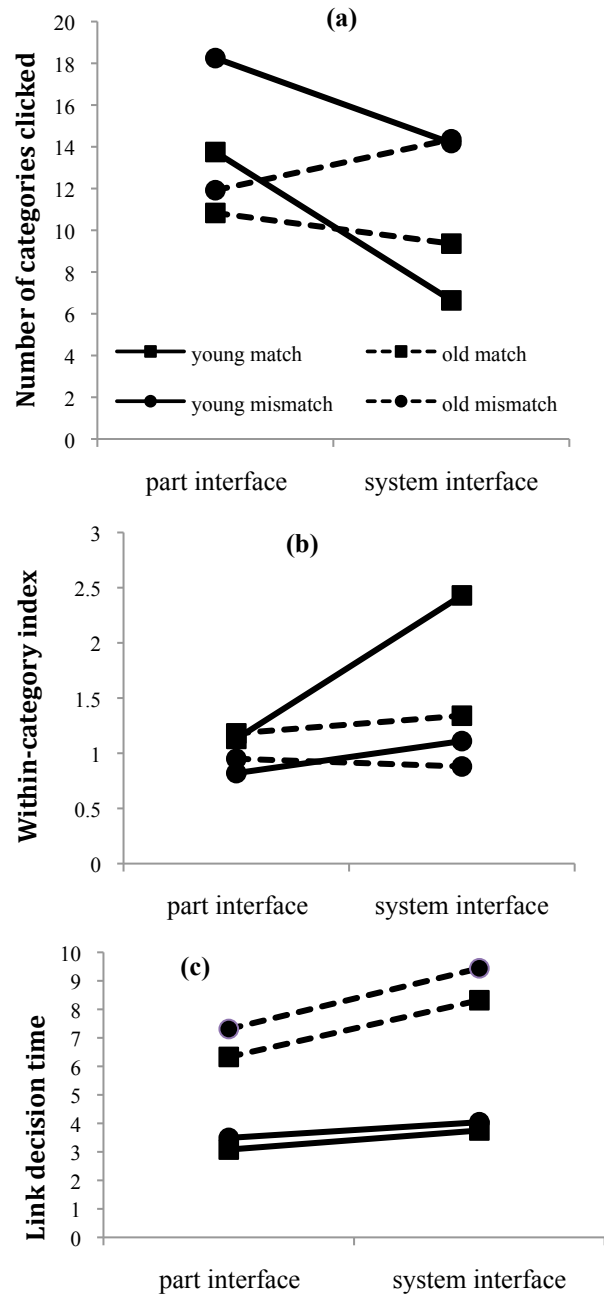 (a)
Number of categories clicked
20
18
16
14
12
10
8
6
4
2
0
young match
old match
young mismatch
old mismatch
part interface
system interface
(b)
Within-category index
3
2.5
2
1.5
1
0.5
0
part interface
system interface
(c)
Link decision time
10
9
8
7
6
5
4
3
2
1
0
part interface
system interface